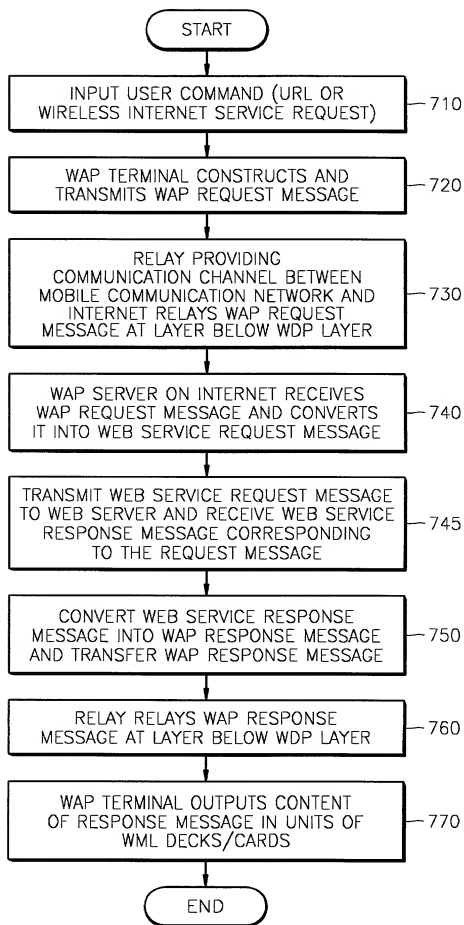 START
INPUT USER COMMAND (URL OR
WIRELESS INTERNET SERVICE REQUEST)
710
WAP TERMINAL CONSTRUCTS AND
TRANSMITS WAP REQUEST MESSAGE
720
RELAY PROVIDING
COMMUNICATION CHANNEL BETWEEN
MOBILE COMMUNICATION NETWORK AND
INTERNET RELAYS WAP REQUEST
MESSAGE AT LAYER BELOW WDP LAYER
730
WAP SERVER ON INTERNET RECEIVES
WAP REQUEST MESSAGE AND CONVERTS
IT INTO WEB SERVICE REQUEST MESSAGE
740
TRANSMIT WEB SERVICE REQUEST MESSAGE
TO WEB SERVER AND RECEIVE WEB SERVICE
RESPONSE MESSAGE CORRESPONDING
TO THE REQUEST MESSAGE
745
CONVERT WEB SERVICE RESPONSE
MESSAGE INTO WAP RESPONSE MESSAGE
AND TRANSFER WAP RESPONSE MESSAGE
750
RELAY RELAYS WAP RESPONSE
MESSAGE AT LAYER BELOW WDP LAYER
760
WAP TERMINAL OUTPUTS CONTENT
OF RESPONSE MESSAGE IN UNITS OF
WML DECKS/CARDS
770
END